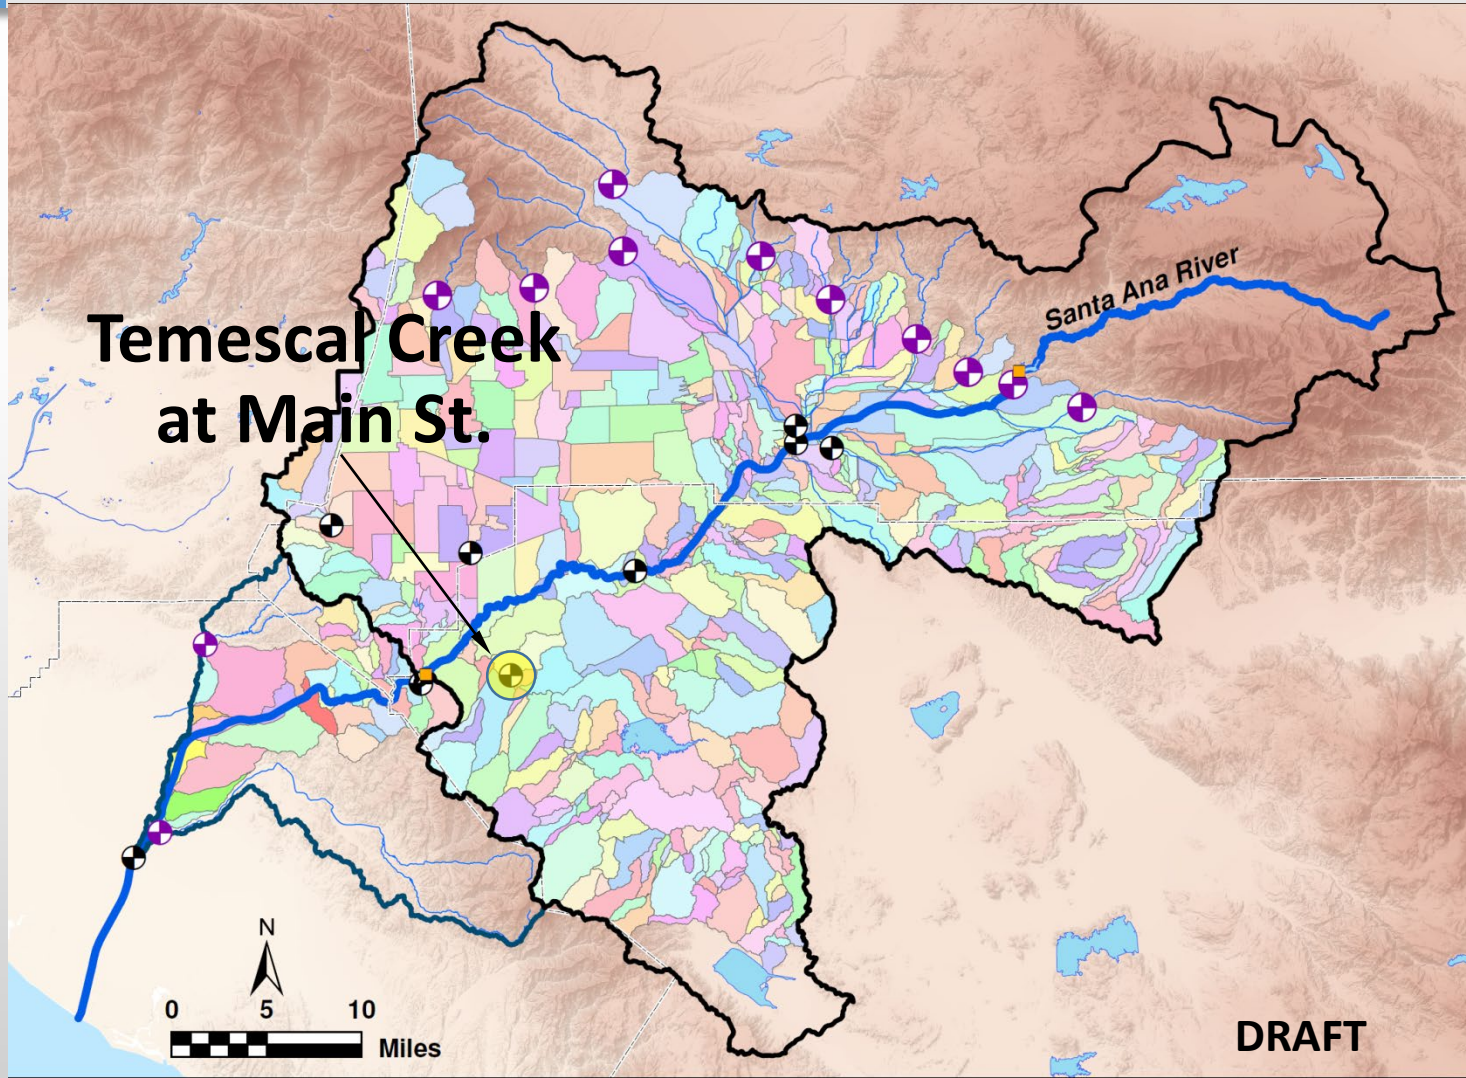 Santa Ana River
Temescal Creek
at Main St.
N
0 5 10
Miles
DRAFT